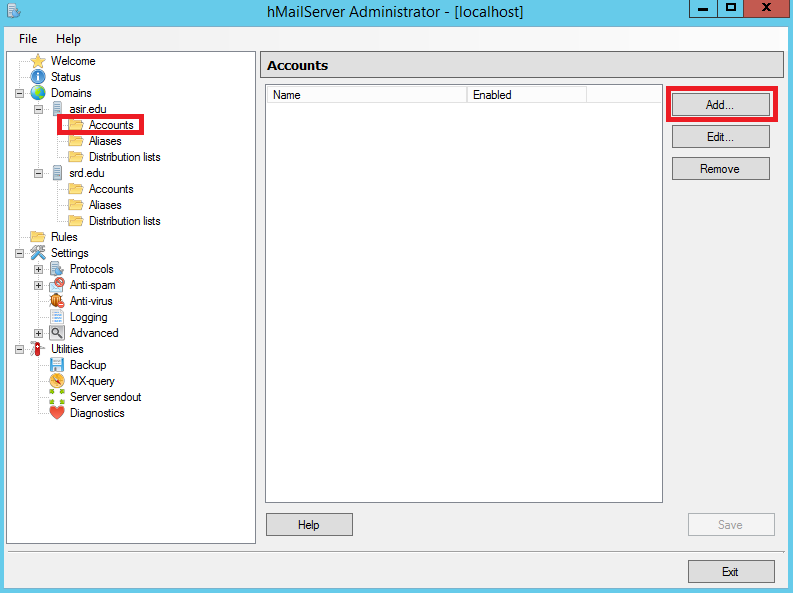 hMailServer Administrator - [localhost]
File Help
Welcome
Status
Domains
asir.edu
Accounts
Aliases
Distribution lists
srd.edu
Accounts
Aliases
Distribution lists
Rules
Settings
Protocols
Anti-spam
Anti-virus
Logging
Advanced
Utilities
Backup
MX-query
Server sendout
Diagnostics
Accounts
Name Enabled
Add...
Edit...
Remove
Help
Save
Exit